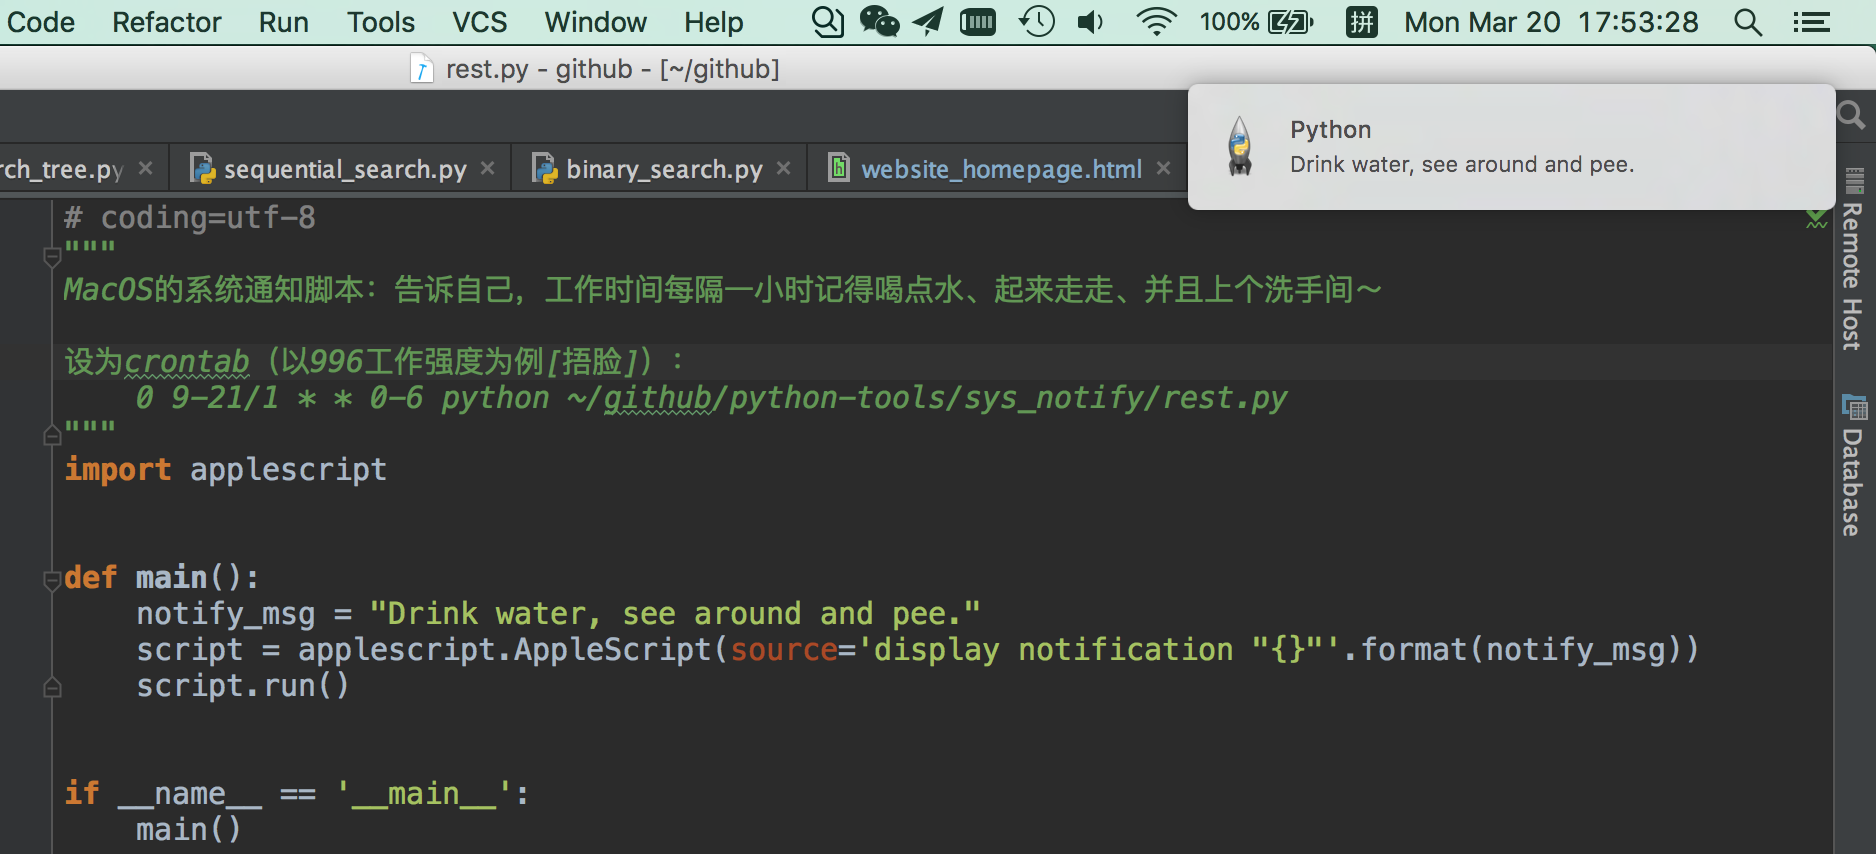 Code Refactor Run Tools VCS Window Help 100% 拼 Mon Mar 20 17:53:28
rest.py - github - [~/github]
Python
Drink water, see around and pee.
rch_tree.py sequential_search.py binary_search.py website_homepage.html
# coding=utf-8
"""
MacOS的系统通知脚本：告诉自己，工作时间每隔一小时记得喝点水、起来走走、并且上个洗手间～
设为crontab（以996工作强度为例[捂脸]）：
0 9-21/1 * * 0-6 python ~/github/python-tools/sys_notify/rest.py
"""
import applescript
def main():
notify_msg = "Drink water, see around and pee."
script = applescript.AppleScript(source='display notification "{}"'.format(notify_msg))
script.run()
if __name__ == '__main__':
main()
Remote Host
Database